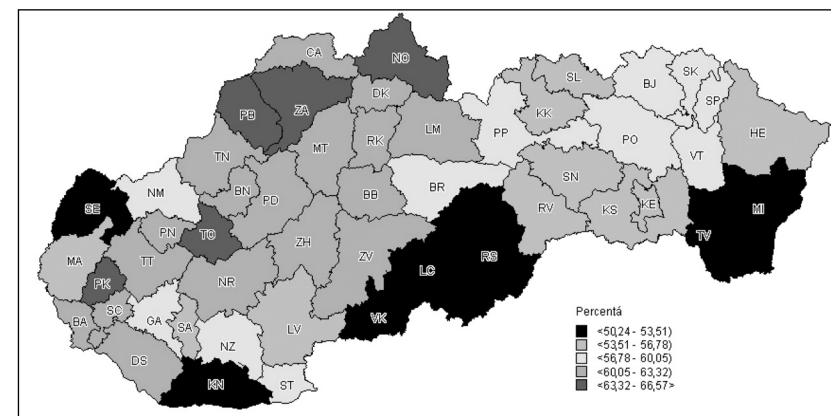 CA
NO
DK
SL
SK
BJ
SP
PB
ZA
KK
HE
LM
PP
PO
RK
MT
TN
VT
SN
BN
BR
NM
BB
PD
SE
KE
MI
RV
KS
PN
TO
TV
ZH
ZV
MA
TT
RS
LC
PK
NR
SC
BA
GA
SA
VK
LV
NZ
DS
KN
ST
Percentá
<50,24 - 53,51)
<53,51 - 56,78)
<56,78 - 60,05)
<60,05 - 63,32)
<63,32 - 66,57>